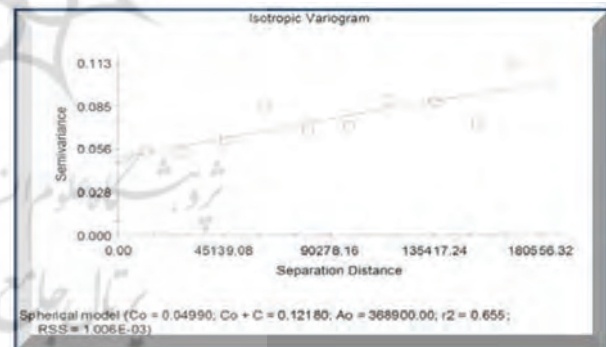 Isotropic Variogram
0.113
0.085
0.056
0.028
0.000
Semivariance
0.00 45139.08 90278.16 135417.24 180556.32
Separation Distance
Spherical model (Co = 0.04990; Co + C = 0.12180; Ao = 368900.00; r2 = 0.655;
RSS = 1.006E-03)